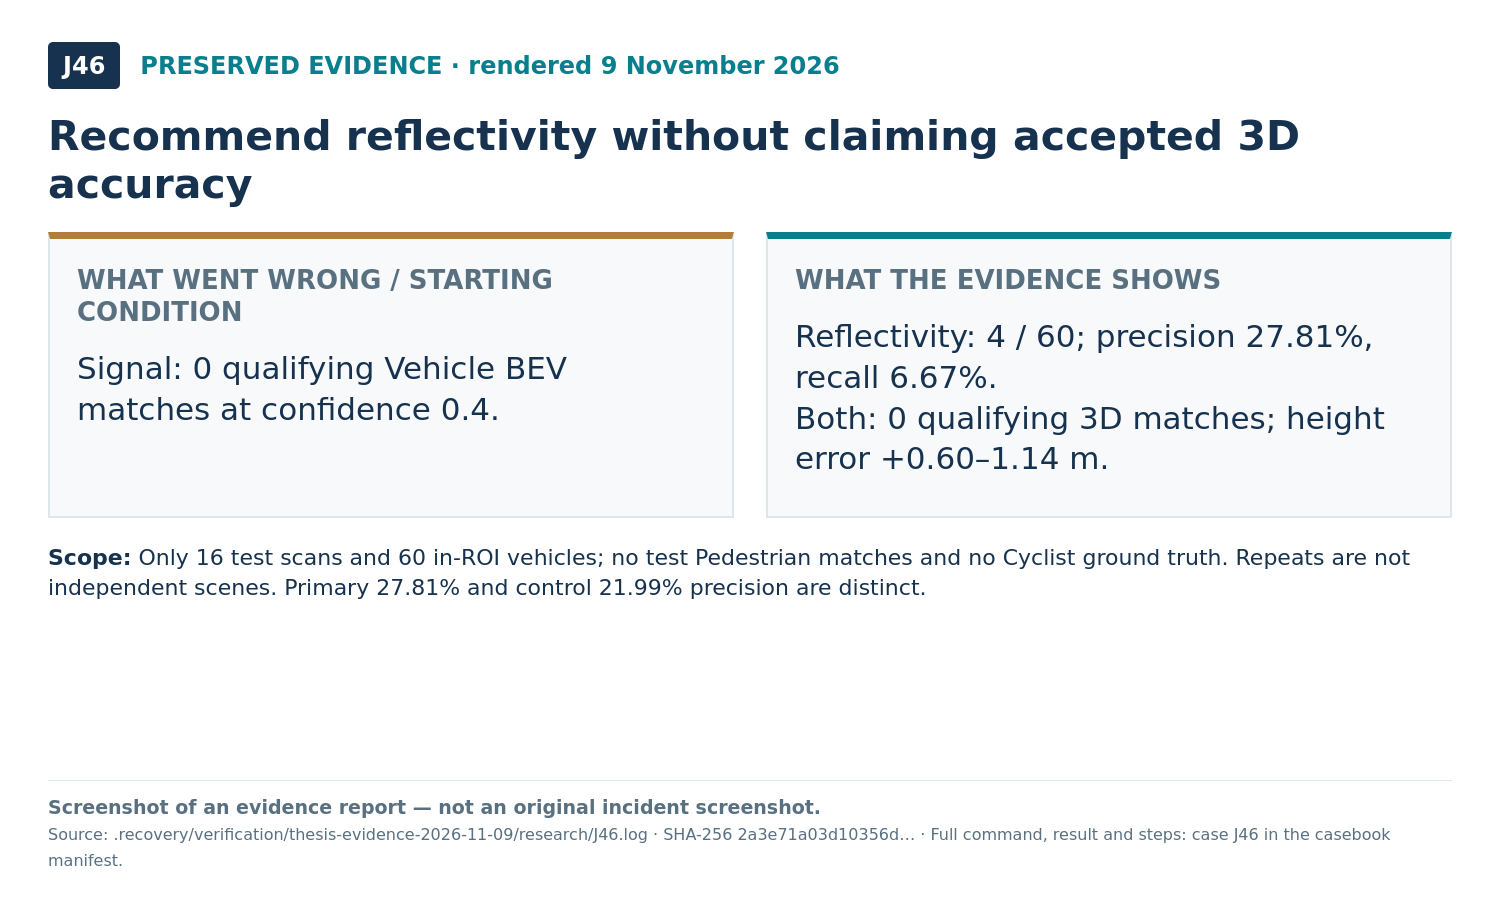 J46
PRESERVED EVIDENCE · rendered 9 November 2026
Recommend reflectivity without claiming accepted 3D
accuracy
WHAT WENT WRONG / STARTING
CONDITION
Signal: 0 qualifying Vehicle BEV
matches at confidence 0.4.
WHAT THE EVIDENCE SHOWS
Reflectivity: 4 / 60; precision 27.81%,
recall 6.67%.
Both: 0 qualifying 3D matches; height
error +0.60–1.14 m.
Scope: Only 16 test scans and 60 in-ROI vehicles; no test Pedestrian matches and no Cyclist ground truth. Repeats are not
independent scenes. Primary 27.81% and control 21.99% precision are distinct.
Screenshot of an evidence report — not an original incident screenshot.
Source: .recovery/verification/thesis-evidence-2026-11-09/research/J46.log · SHA-256 2a3e71a03d10356d… · Full command, result and steps: case J46 in the casebook
manifest.